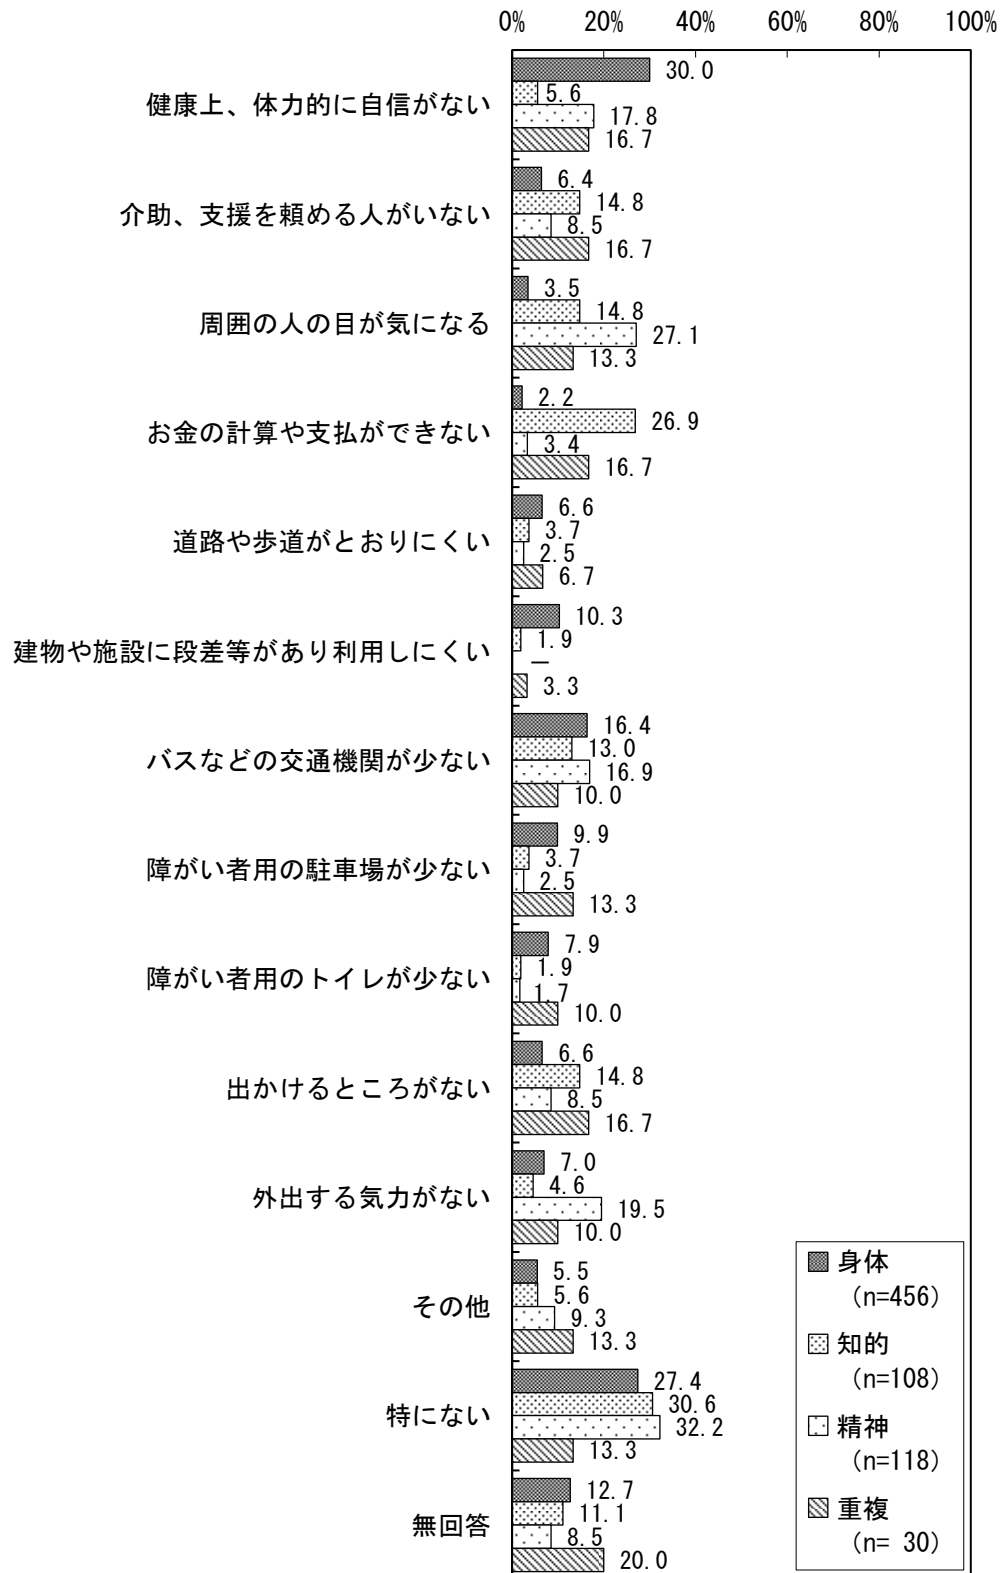 0% 20% 40% 60% 80% 100%
健康上、体力的に自信がない
30.0
5.6
17.8
16.7
介助、支援を頼める人がいない
6.4
14.8
8.5
16.7
周囲の人の目が気になる
3.5
14.8
27.1
13.3
お金の計算や支払ができない
2.2
26.9
3.4
16.7
道路や歩道がとおりにくい
6.6
3.7
2.5
6.7
建物や施設に段差等があり利用しにくい
10.3
1.9
－
3.3
バスなどの交通機関が少ない
16.4
13.0
16.9
10.0
障がい者用の駐車場が少ない
9.9
3.7
2.5
13.3
障がい者用のトイレが少ない
7.9
1.9
1.7
10.0
出かけるところがない
6.6
14.8
8.5
16.7
外出する気力がない
7.0
4.6
19.5
10.0
その他
5.5
5.6
9.3
13.3
特にない
27.4
30.6
32.2
13.3
無回答
12.7
11.1
8.5
20.0
身体
(n=456)
知的
(n=108)
精神
(n=118)
重複
(n= 30)